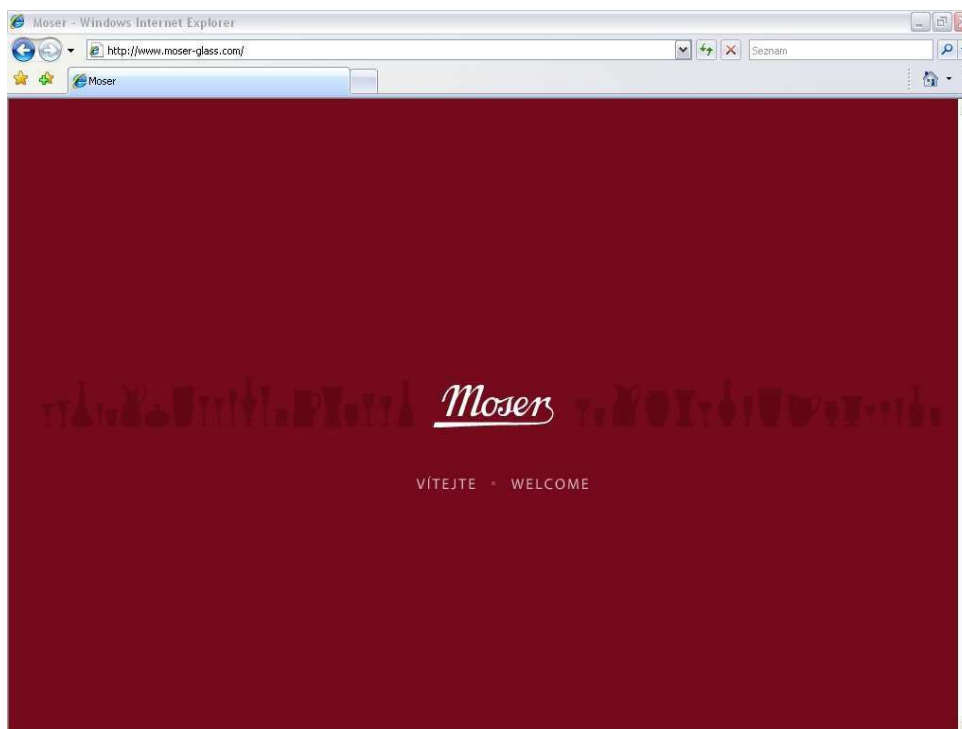 Moser - Windows Internet Explorer
http://www.moser-glass.com/
Seznam
Moser
Moser
VÍTEJTE • WELCOME